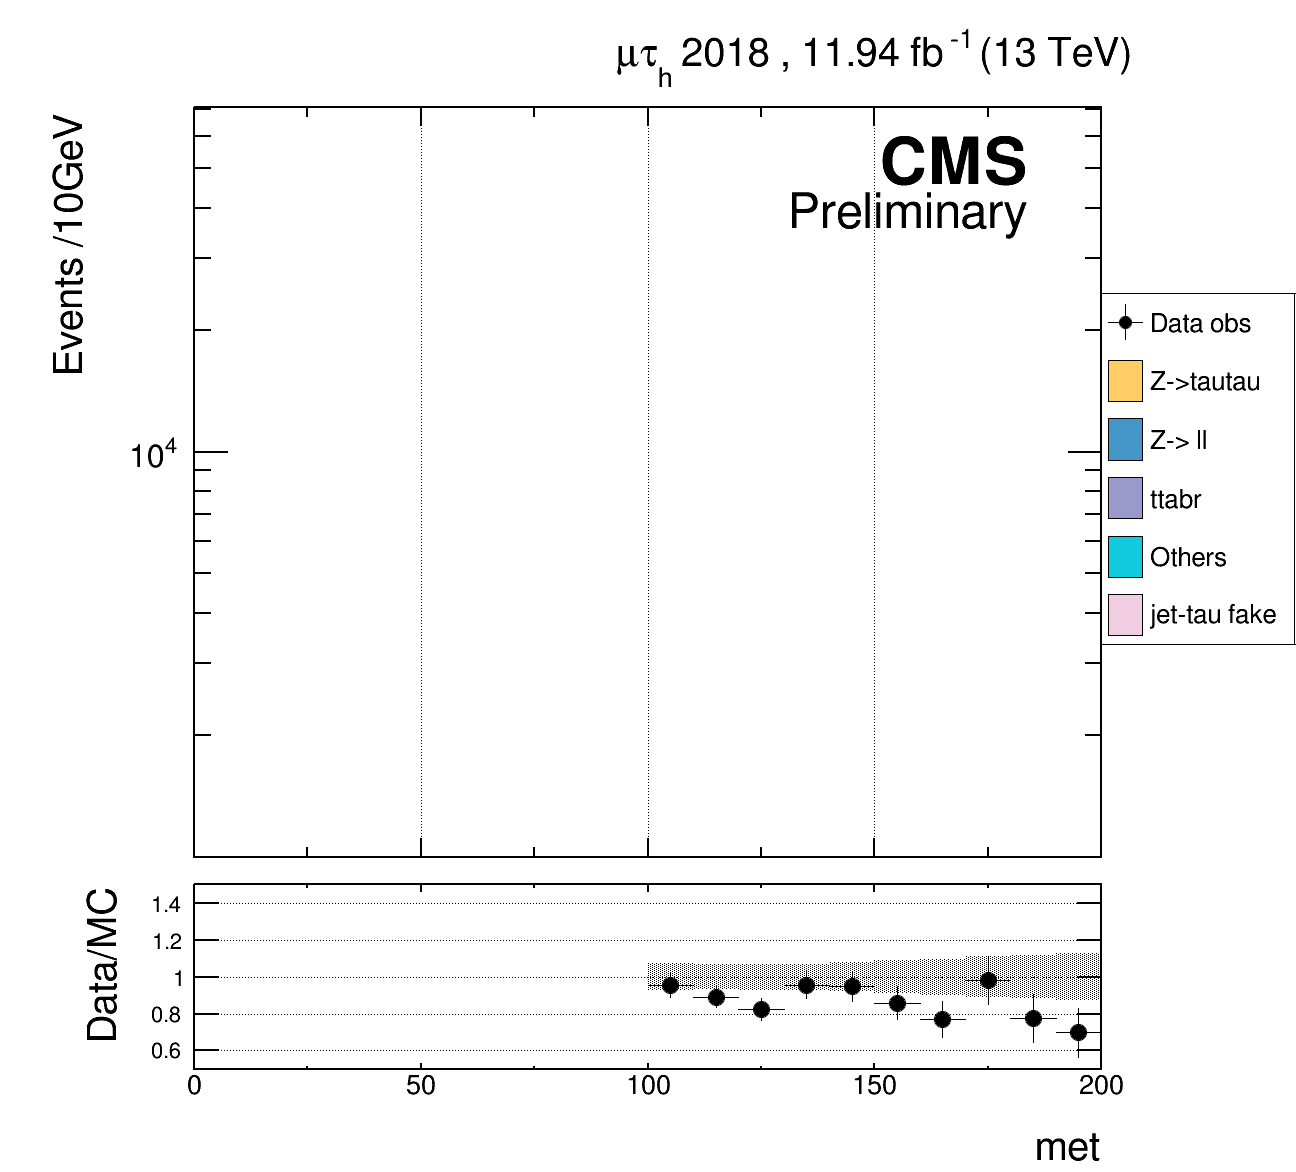 μτh 2018 , 11.94 fb-1 (13 TeV)
Events /10GeV
CMS
Preliminary
10^4
Data obs
Z->tautau
Z-> ll
ttabr
Others
jet-tau fake
Data/MC
1.4
1.2
1
0.8
0.6
0 50 100 150 200
met